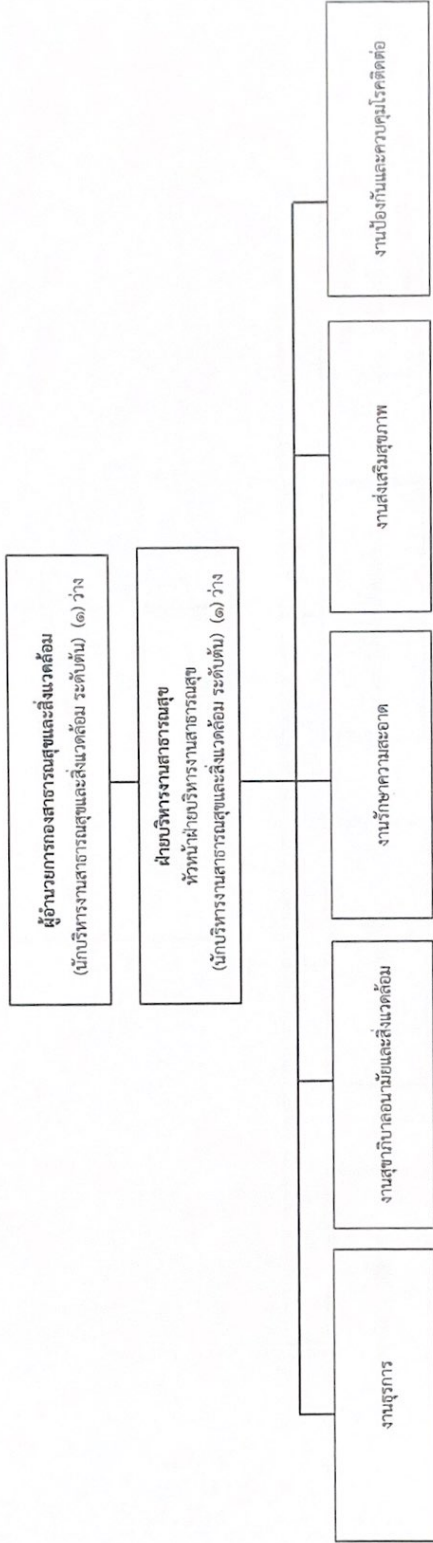 ผู้อำนวยการกองสาธารณสุขและสิ่งแวดล้อม
(นักบริหารงานสาธารณสุขและสิ่งแวดล้อม ระดับต้น) (๑) ว่าง
ฝ่ายบริหารงานสาธารณสุข
หัวหน้าฝ่ายบริหารงานสาธารณสุข
(นักบริหารงานสาธารณสุขและสิ่งแวดล้อม ระดับต้น) (๑) ว่าง
งานธุรการ
งานสุขาภิบาลอนามัยและสิ่งแวดล้อม
งานรักษาความสะอาด
งานส่งเสริมสุขภาพ
งานป้องกันและควบคุมโรคติดต่อ